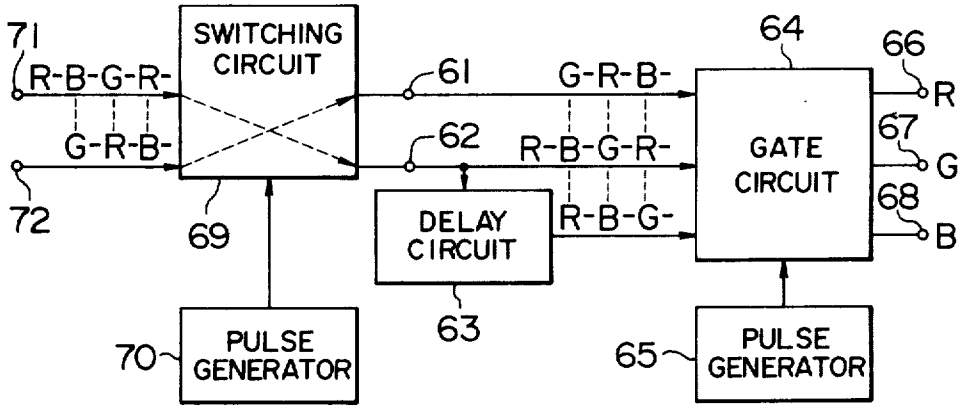 71
R-B-G-R-
G-R-B-
72
SWITCHING
CIRCUIT
69
70
PULSE
GENERATOR
61
62
G-R-B-
R-B-G-R-
R-B-G-
DELAY
CIRCUIT
63
64
GATE
CIRCUIT
65
PULSE
GENERATOR
66
R
67
G
68
B